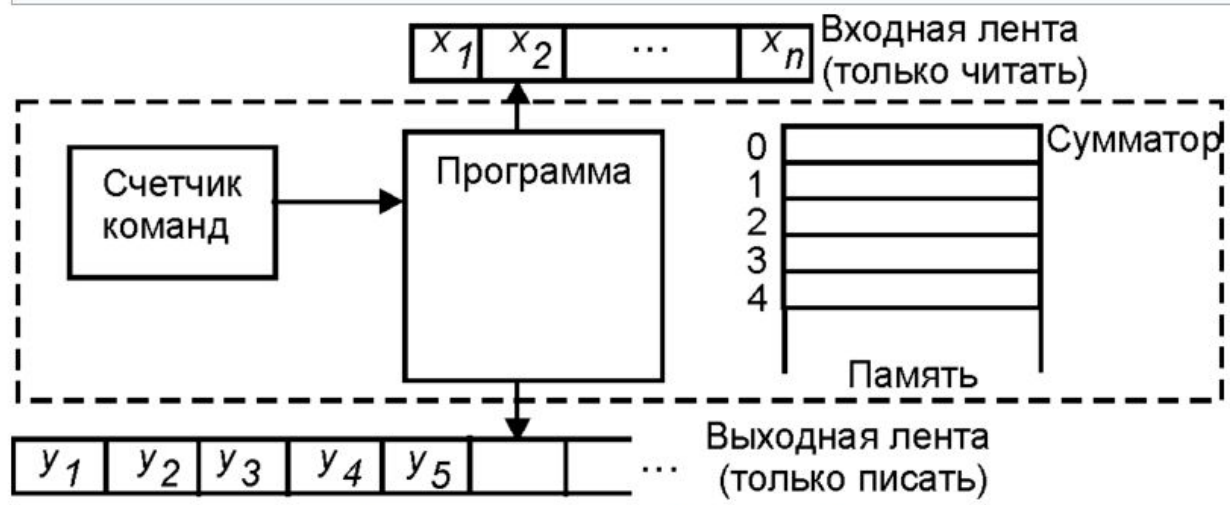 x1 x2 ... xn
Входная лента
(только читать)
Счетчик
команд
Программа
0
1
2
3
4
Сумматор
Память
y1 y2 y3 y4 y5 ...
Выходная лента
(только писать)